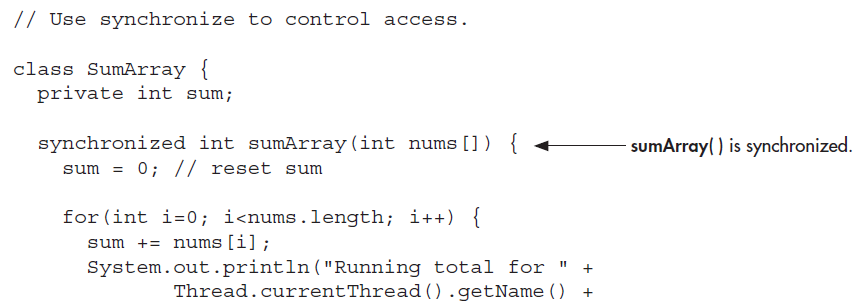 // Use synchronize to control access.
class SumArray {
private int sum;
synchronized int sumArray(int nums[]) { sumArray( ) is synchronized.
sum = 0; // reset sum
for(int i=0; i<nums.length; i++) {
sum += nums[i];
System.out.println("Running total for " +
Thread.currentThread().getName() +